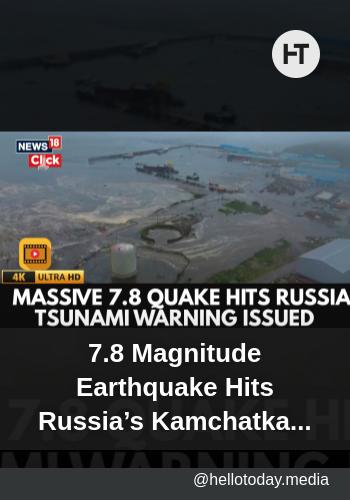 HT
NEWS 18
Click
4K ULTRA HD
MASSIVE 7.8 QUAKE HITS RUSSIA
TSUNAMI WARNING ISSUED
7.8 Magnitude
Earthquake Hits
Russia’s Kamchatka...
@hellotoday.media